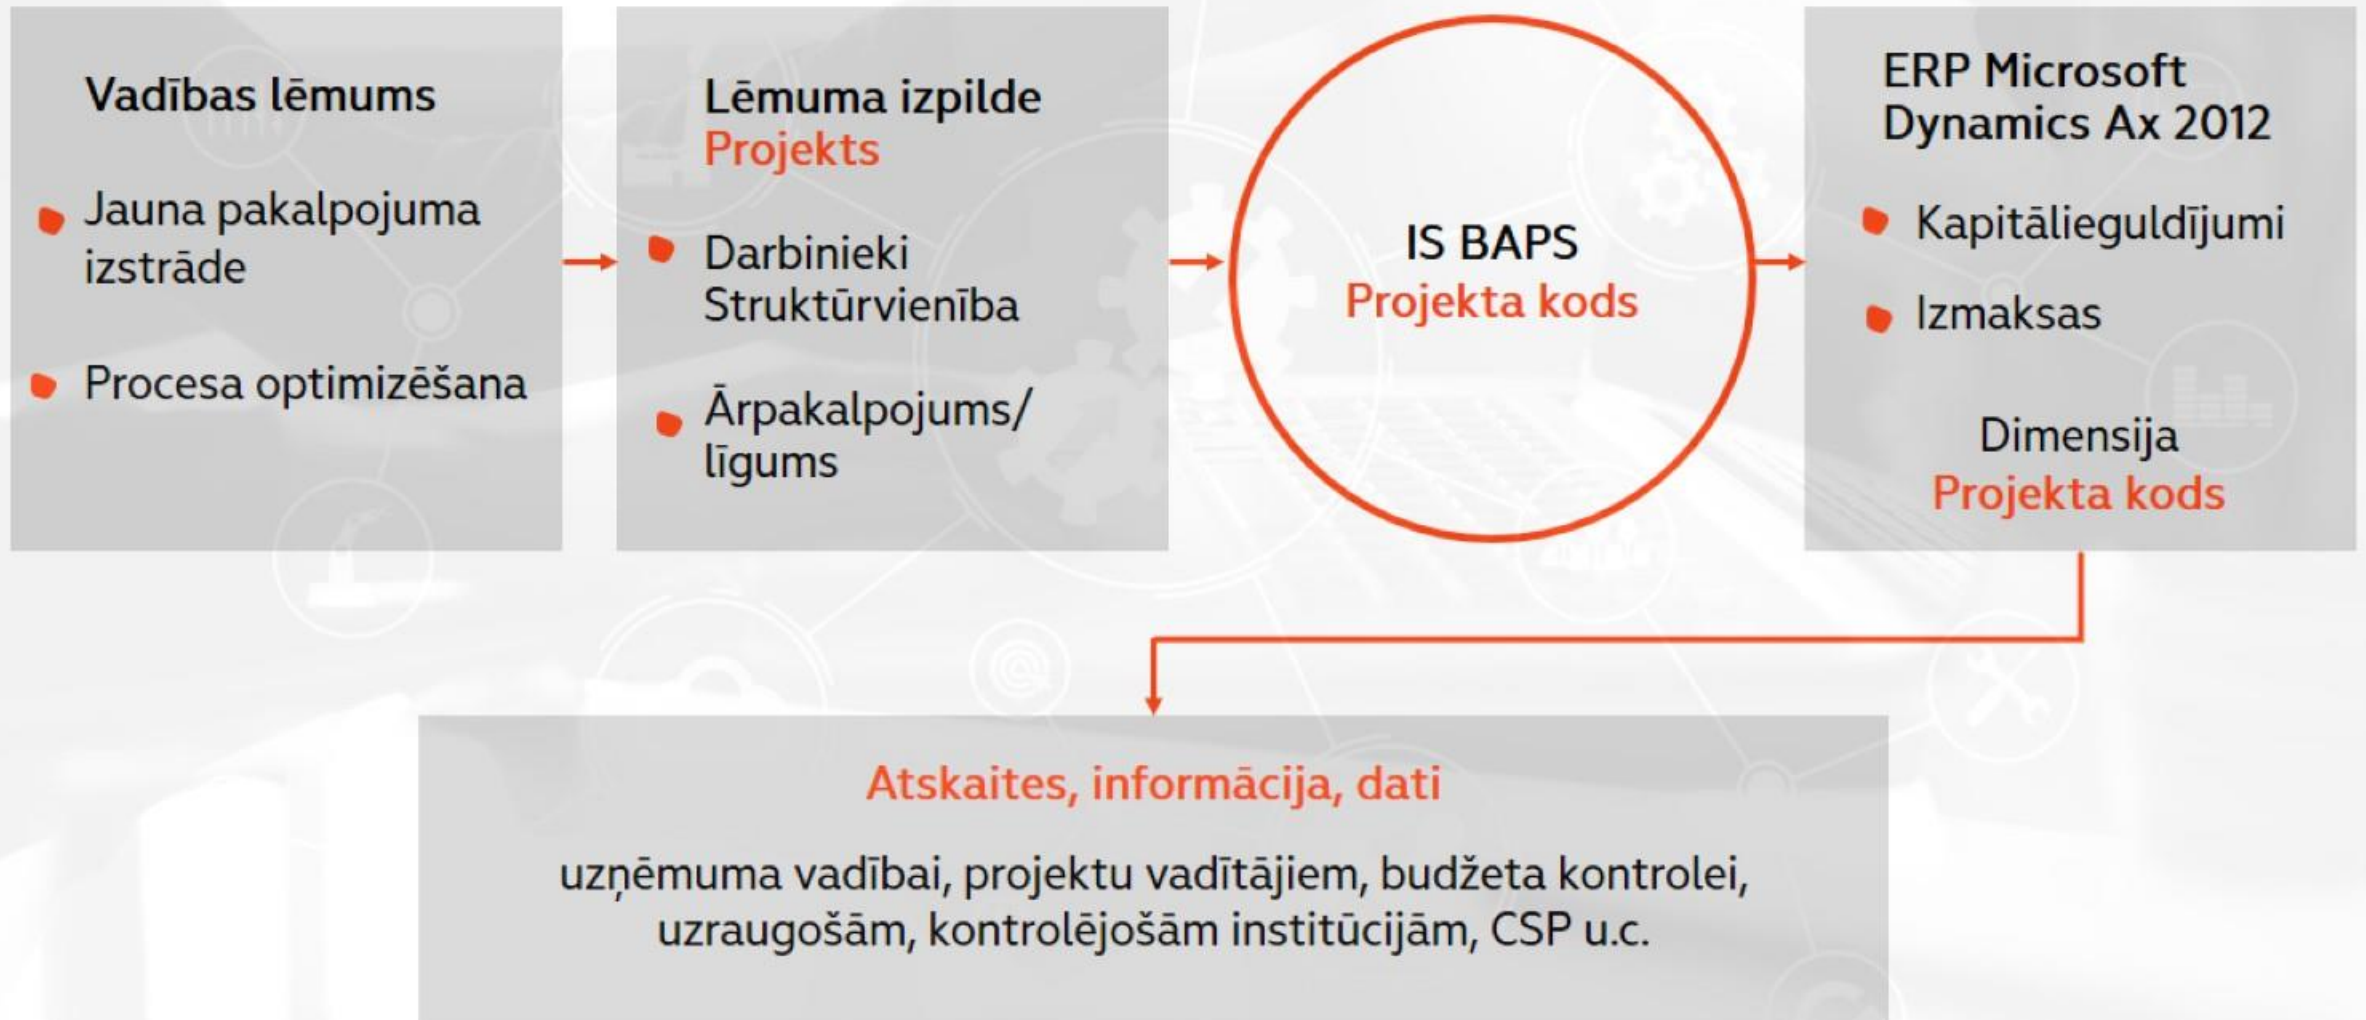 Vadības lēmums
Jauna pakalpojuma
izstrāde
Procesa optimizēšana
Lēmuma izpilde
Projekts
Darbinieki
Struktūrvienība
Ārpakalpojums/
līgums
IS BAPS
Projekta kods
ERP Microsoft
Dynamics Ax 2012
Kapitālieguldījumi
Izmaksas
Dimensija
Projekta kods
Atskaites, informācija, dati
uzņēmuma vadībai, projektu vadītājiem, budžeta kontrolei,
uzraugošām, kontrolējošām institūcijām, CSP u.c.